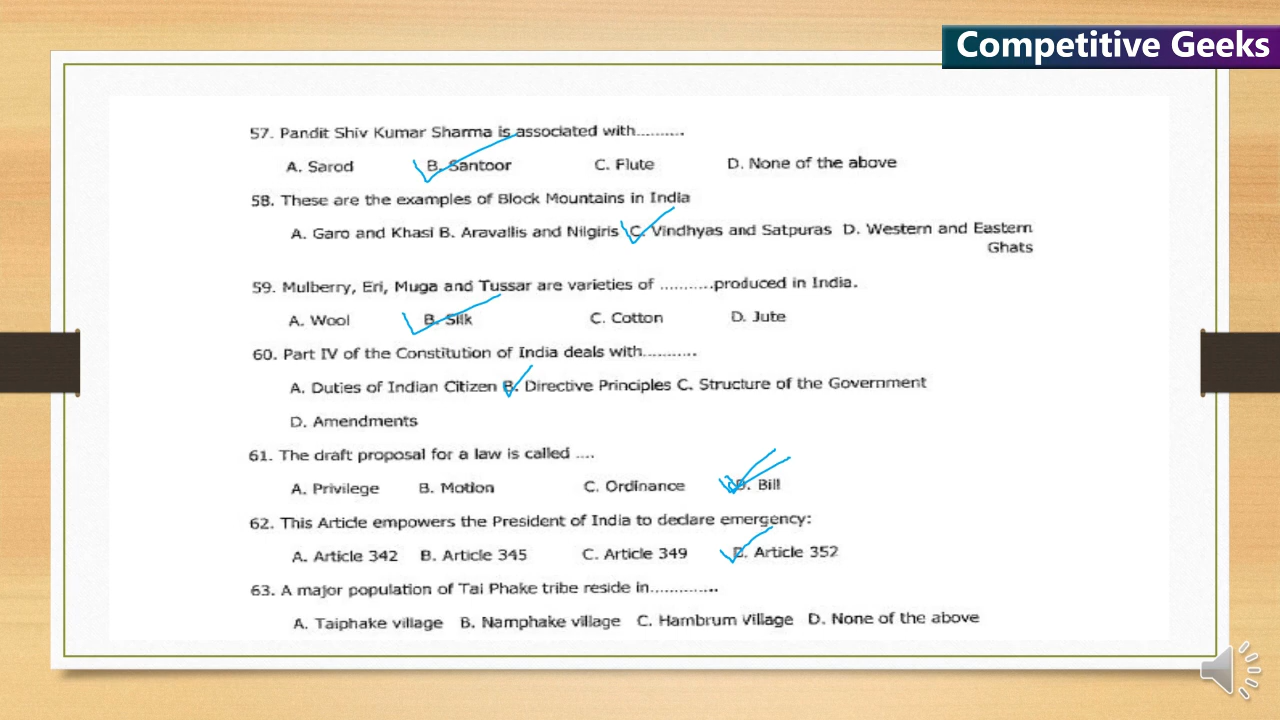 Competitive Geeks
57. Pandit Shiv Kumar Sharma is associated with..........
A. Sarod B. Santoor C. Flute D. None of the above
58. These are the examples of Block Mountains in India
A. Garo and Khasi B. Aravallis and Nilgiris C. Vindhyas and Satpuras D. Western and Eastern
Ghats
59. Mulberry, Eri, Muga and Tussar are varieties of ..........produced in India.
A. Wool B. Silk C. Cotton D. Jute
60. Part IV of the Constitution of India deals with...........
A. Duties of Indian Citizen B. Directive Principles C. Structure of the Government
D. Amendments
61. The draft proposal for a law is called ....
A. Privilege B. Motion C. Ordinance D. Bill
62. This Article empowers the President of India to declare emergency:
A. Article 342 B. Article 345 C. Article 349 D. Article 352
63. A major population of Tai Phake tribe reside in.............
A. Taiphake village B. Namphake village C. Hambrum Village D. None of the above